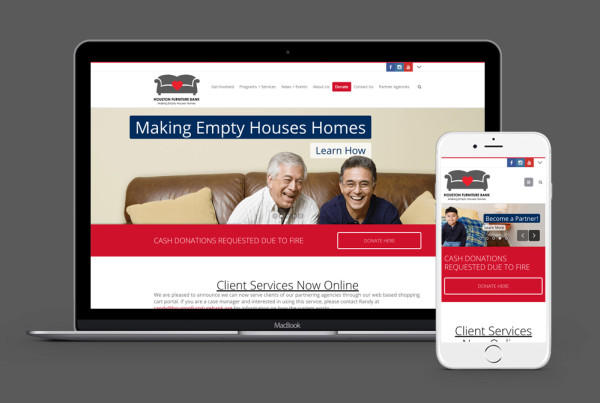 HOUSTON FURNITURE BANK
Making Empty Houses Homes
Get Involved Programs + Services News + Events About Us Donate Contact Us Partner Agencies
Making Empty Houses Homes
Learn How
CASH DONATIONS REQUESTED DUE TO FIRE
DONATE HERE
Client Services Now Online
We are pleased to announce we can now serve clients of our partnering agencies through our web based shopping
cart portal. If you are a case manager and interested in using this service, please contact Randy at
MacBook
HOUSTON FURNITURE BANK
Making Empty Houses Homes
Become a Partner!
Learn More
CASH DONATIONS
REQUESTED DUE TO FIRE
DONATE HERE
Client Services